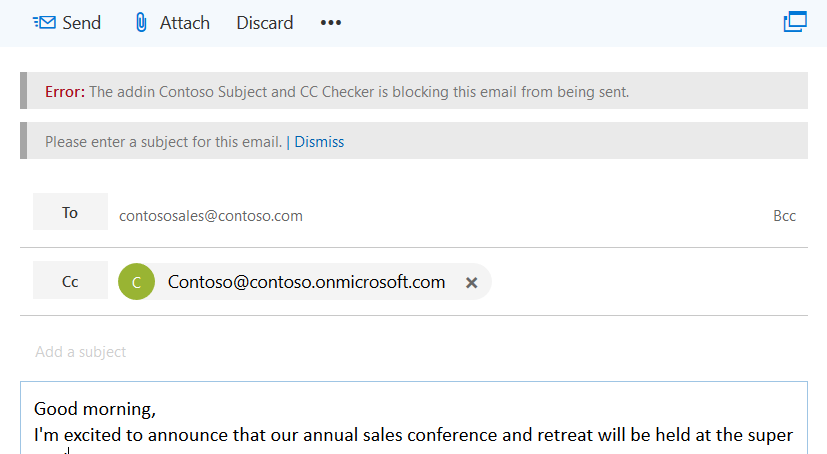 Send Attach Discard •••
Error: The addin Contoso Subject and CC Checker is blocking this email from being sent.
Please enter a subject for this email. | Dismiss
To contososales@contoso.com Bcc
Cc C Contoso@contoso.onmicrosoft.com ×
Add a subject
Good morning,
I'm excited to announce that our annual sales conference and retreat will be held at the super